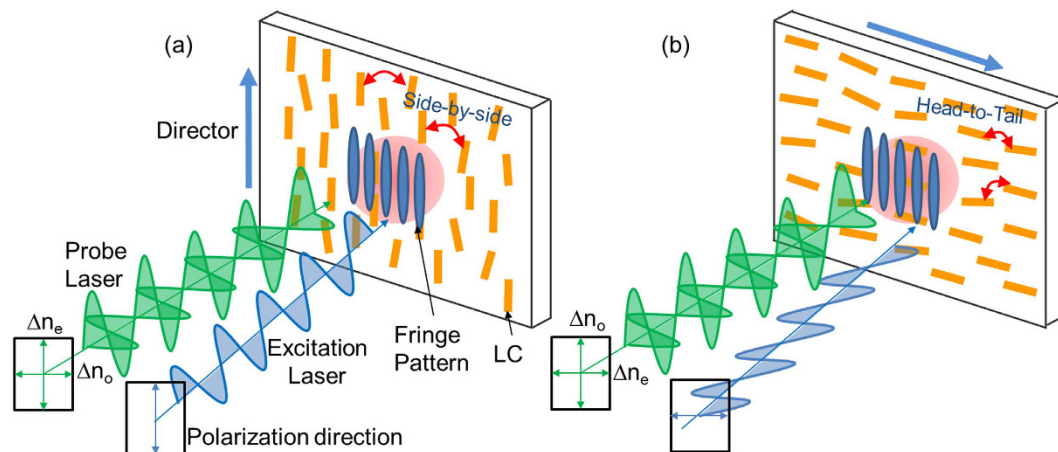 (a)
Side-by-side
Director
Probe
Laser
Δnₑ
Δnₒ
Excitation
Laser
Fringe
Pattern
LC
Polarization direction
(b)
Head-to-Tail
Δnₒ
Δnₑ